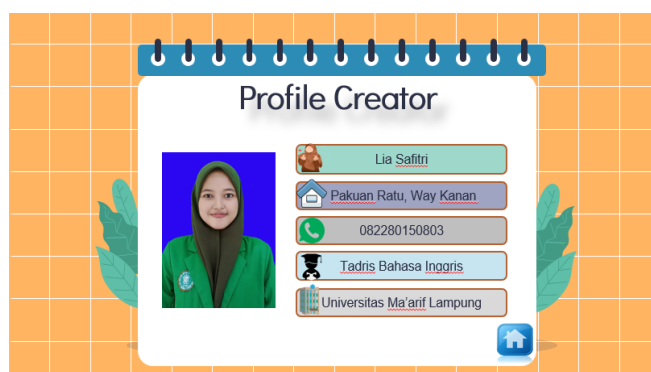 Profile Creator
Lia Safitri
Pakuan Ratu, Way Kanan
082280150803
Tadris Bahasa Inggris
Universitas Ma'arif Lampung